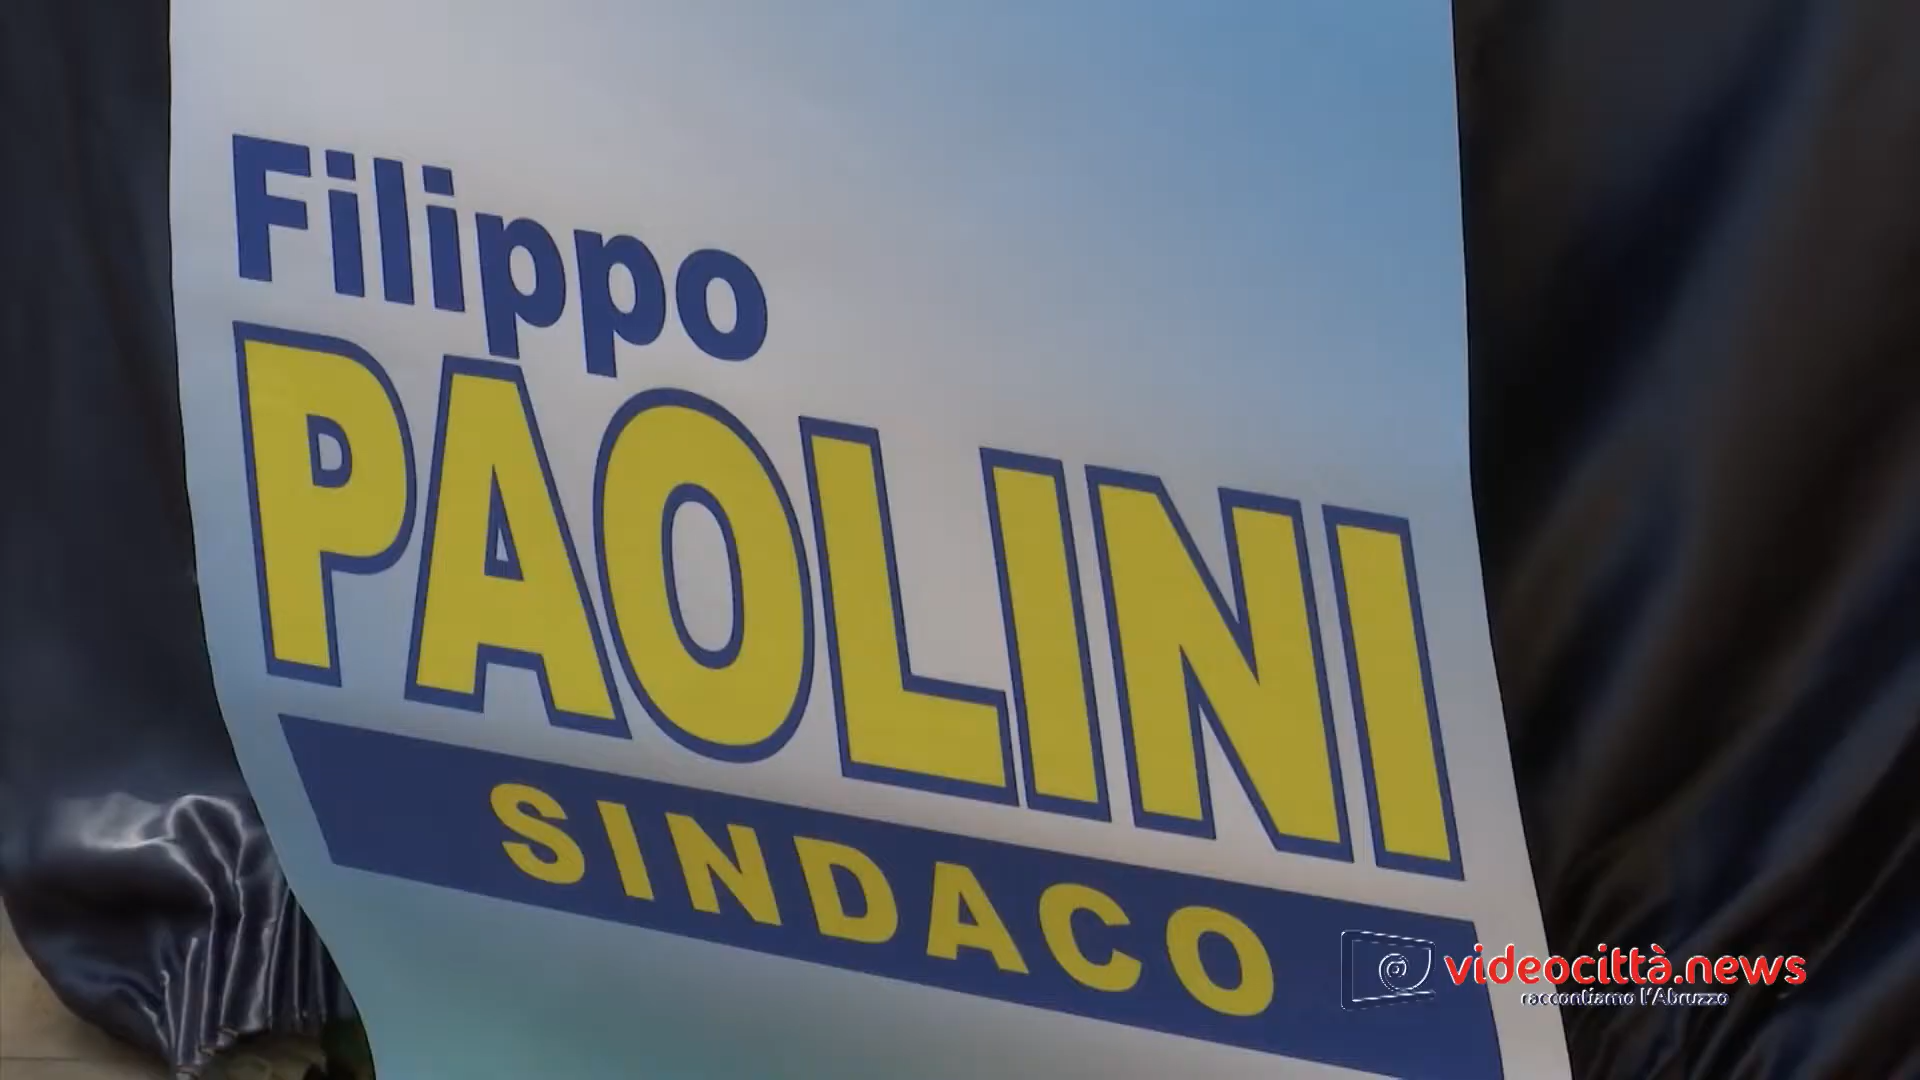 Filippo
PAOLINI
SINDACO
videocittà.news
raccontiamo l'Abruzzo